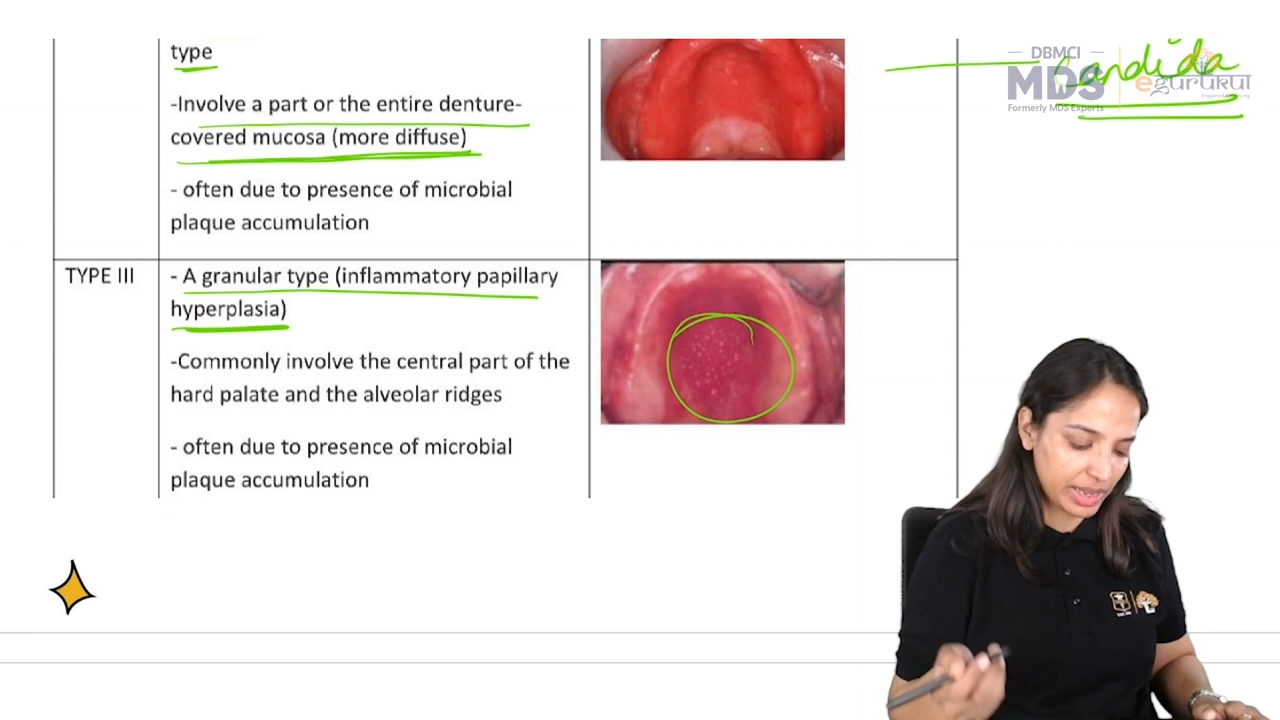 type
-Involve a part or the entire denture-
covered mucosa (more diffuse)
- often due to presence of microbial
plaque accumulation
TYPE III
- A granular type (inflammatory papillary
hyperplasia)
-Commonly involve the central part of the
hard palate and the alveolar ridges
- often due to presence of microbial
plaque accumulation
Candida
DBMCI
MDS
Formerly MDS Experts
eगुरुकुल